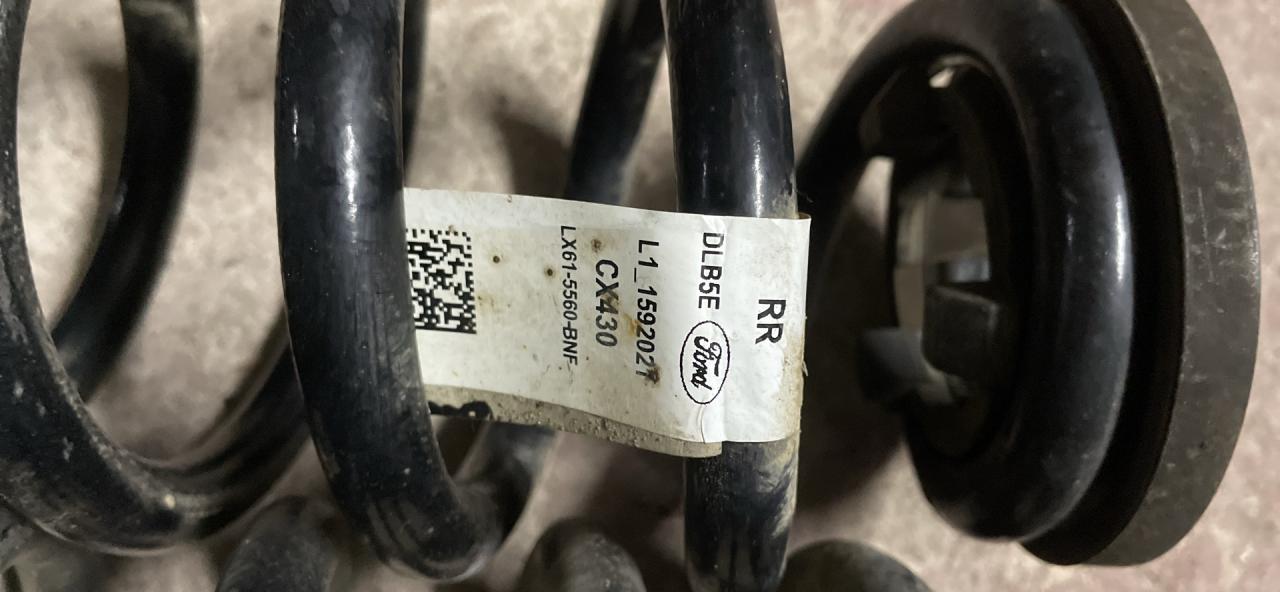 RR
DLB5E Ford
L1_1592021
CX430
LX61-5560-BNF